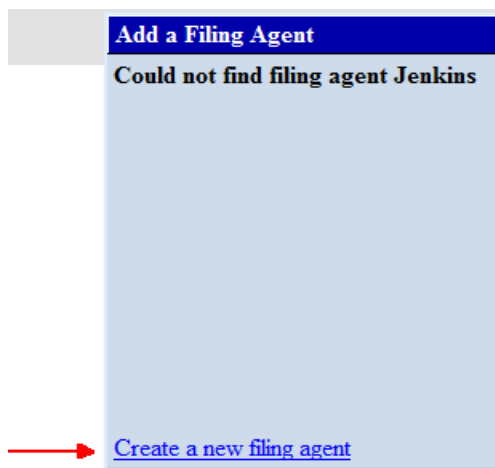 Add a Filing Agent
Could not find filing agent Jenkins
Create a new filing agent